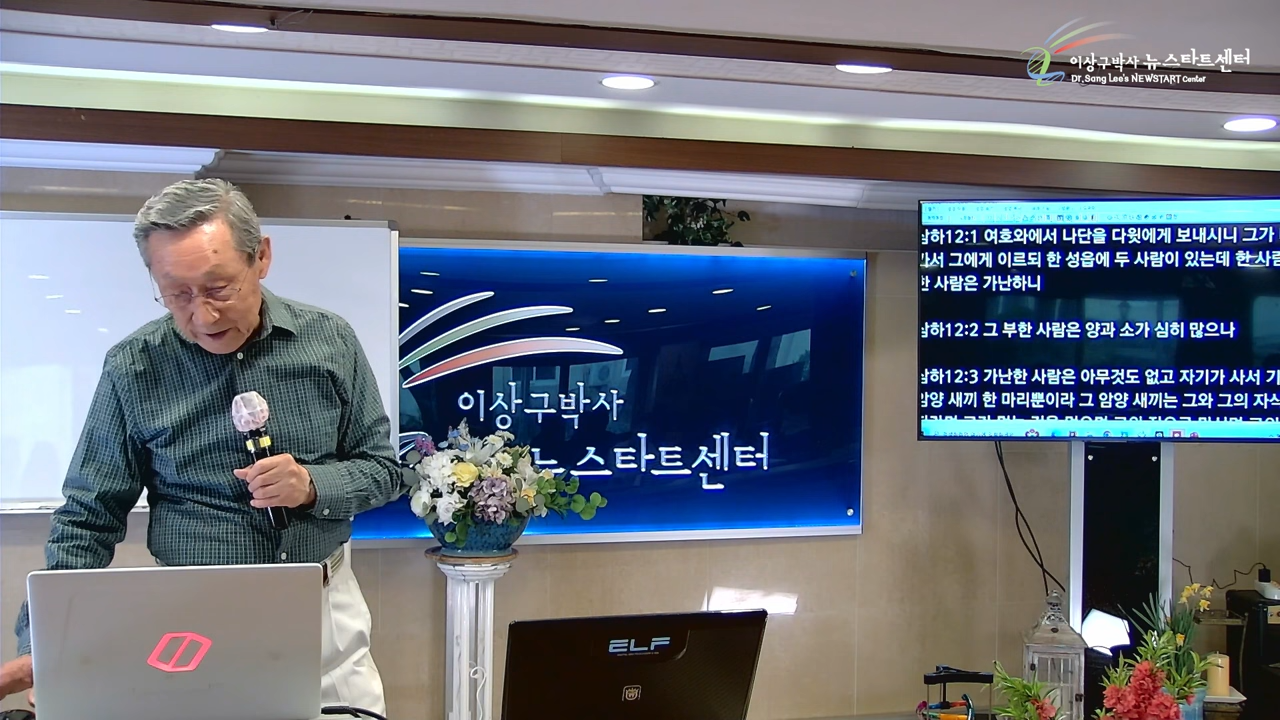 이상구박사 뉴스타트센터
Dr. Sang Lee's NEWSTART Center
삼하12:1 여호와에서 나단을 다윗에게 보내시니 그가
가서 그에게 이르되 한 성읍에 두 사람이 있는데 한 사람
한 사람은 가난하니
삼하12:2 그 부한 사람은 양과 소가 심히 많으나
삼하12:3 가난한 사람은 아무것도 없고 자기가 사서 기
암양 새끼 한 마리뿐이라 그 암양 새끼는 그와 그의 자식
이상구박사
뉴스타트센터
ELF